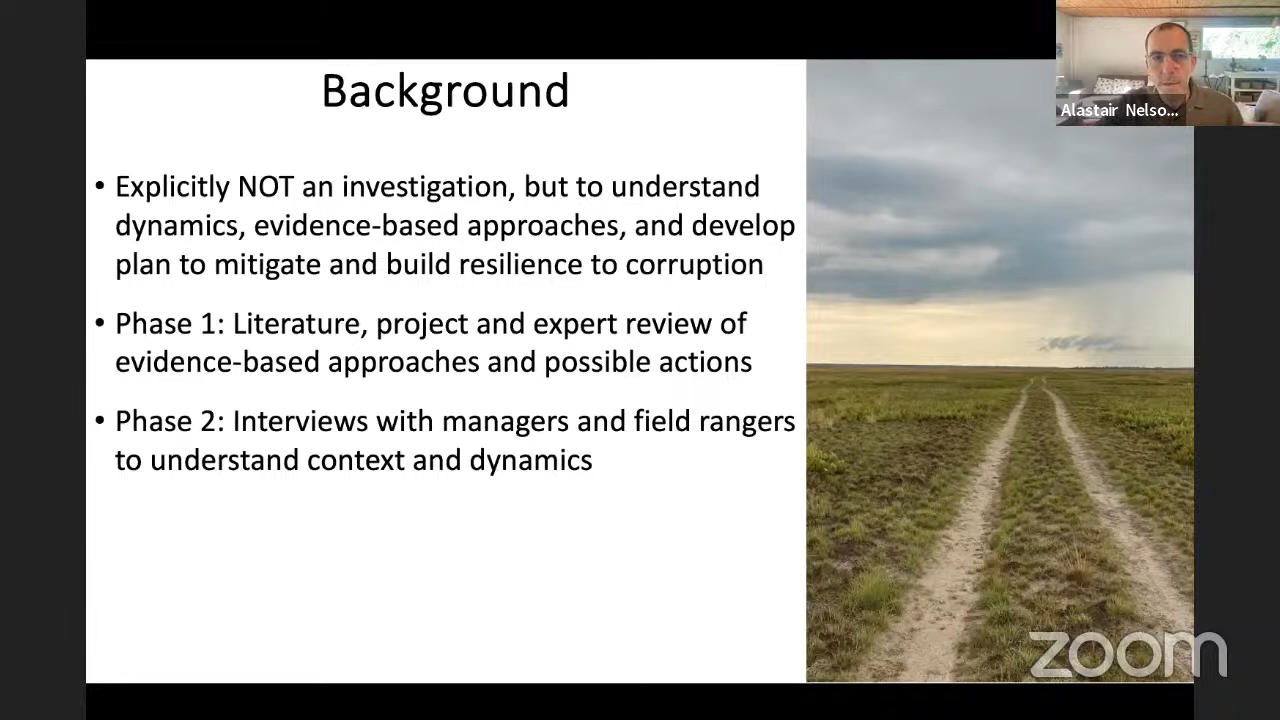 Background
• Explicitly NOT an investigation, but to understand
dynamics, evidence-based approaches, and develop
plan to mitigate and build resilience to corruption
• Phase 1: Literature, project and expert review of
evidence-based approaches and possible actions
• Phase 2: Interviews with managers and field rangers
to understand context and dynamics
Alastair Nelso...
zoom